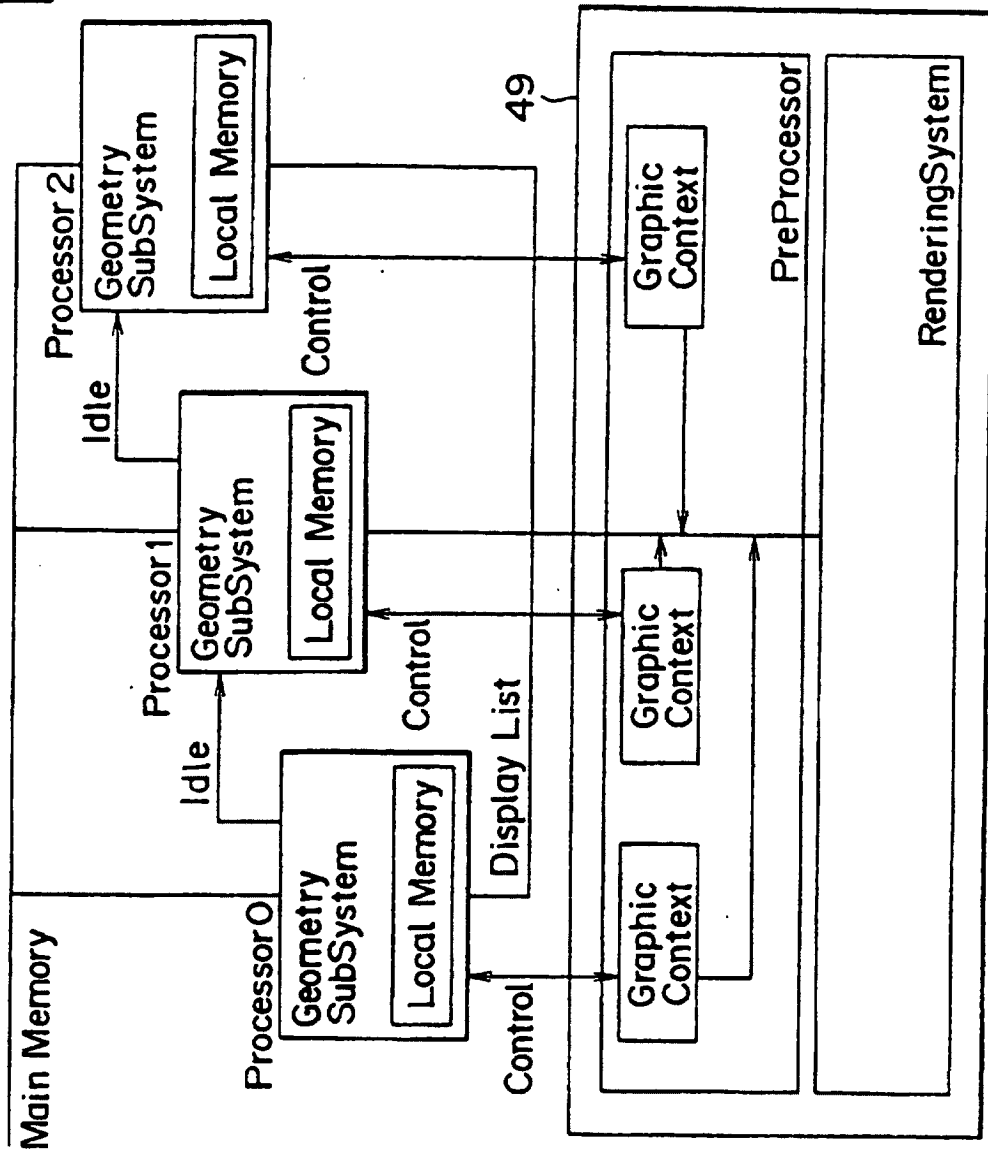 Main Memory
Processor 0
Geometry
SubSystem
Local Memory
Idle
Processor 1
Geometry
SubSystem
Local Memory
Idle
Processor 2
Geometry
SubSystem
Local Memory
Control
Display List
Control
Control
49
Graphic
Context
Graphic
Context
Graphic
Context
PreProcessor
RenderingSystem